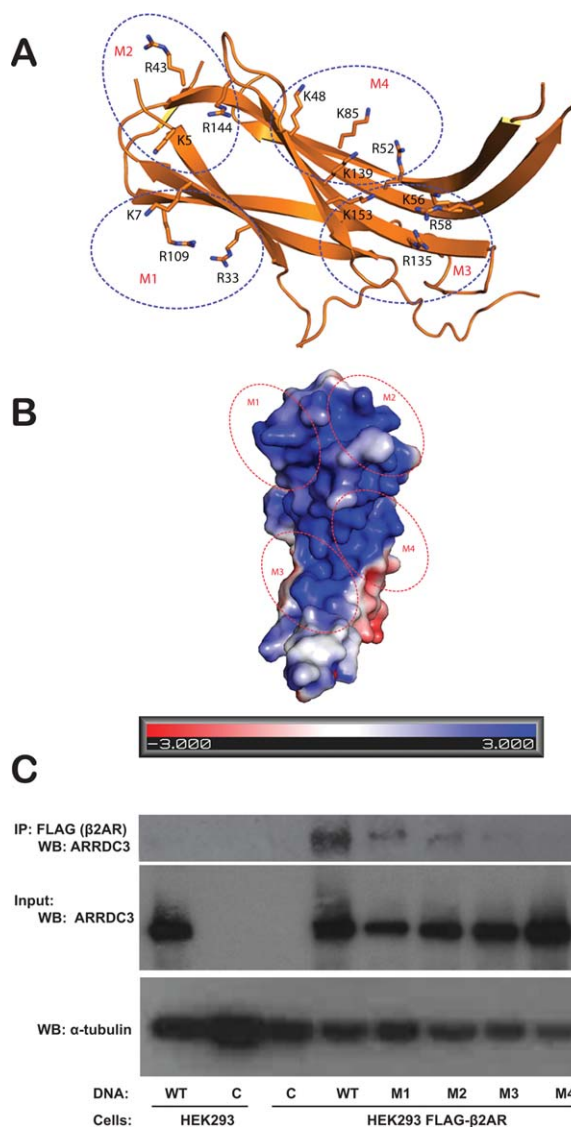 A
M2
R43
K48
M4
K85
R144
R52
K5
K139
K7
K153
K56
R58
R109
R33
R135
M3
M1
B
M1
M2
M4
M3
-3.000 3.000
C
IP: FLAG (β2AR)
WB: ARRDC3
Input:
WB: ARRDC3
WB: α-tubulin
DNA: WT C C WT M1 M2 M3 M4
Cells: HEK293 HEK293 FLAG-β2AR